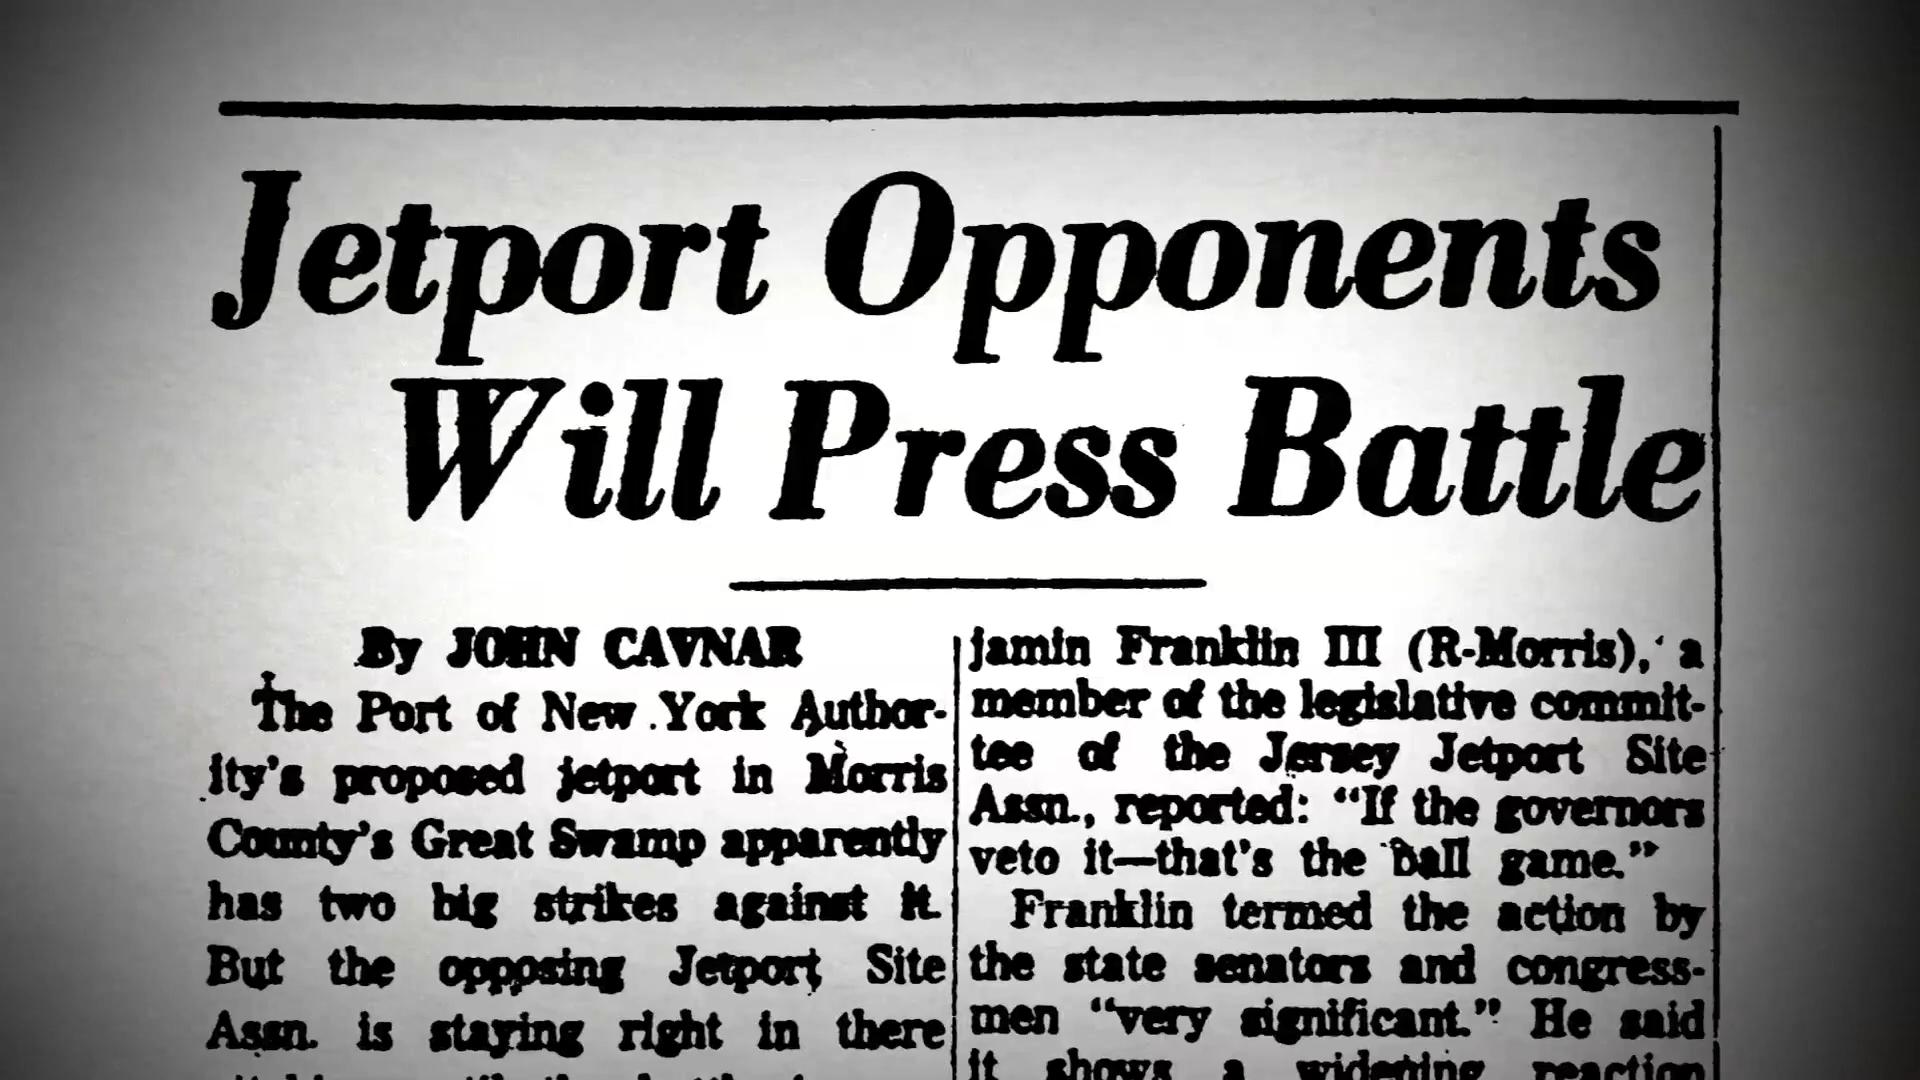 Jetport Opponents
Will Press Battle
By JOHN CAVNAR
The Port of New York Author-
ity's proposed jetport in Morris
County's Great Swamp apparently
has two big strikes against it.
But the opposing Jetport Site
Assn. is staying right in there
jamin Franklin III (R-Morris), a
member of the legislative commit-
tee of the Jersey Jetport Site
Assn., reported: "If the governors
veto it—that's the ball game."
Franklin termed the action by
the state senators and congress-
men "very significant." He said
it shows a widening reaction